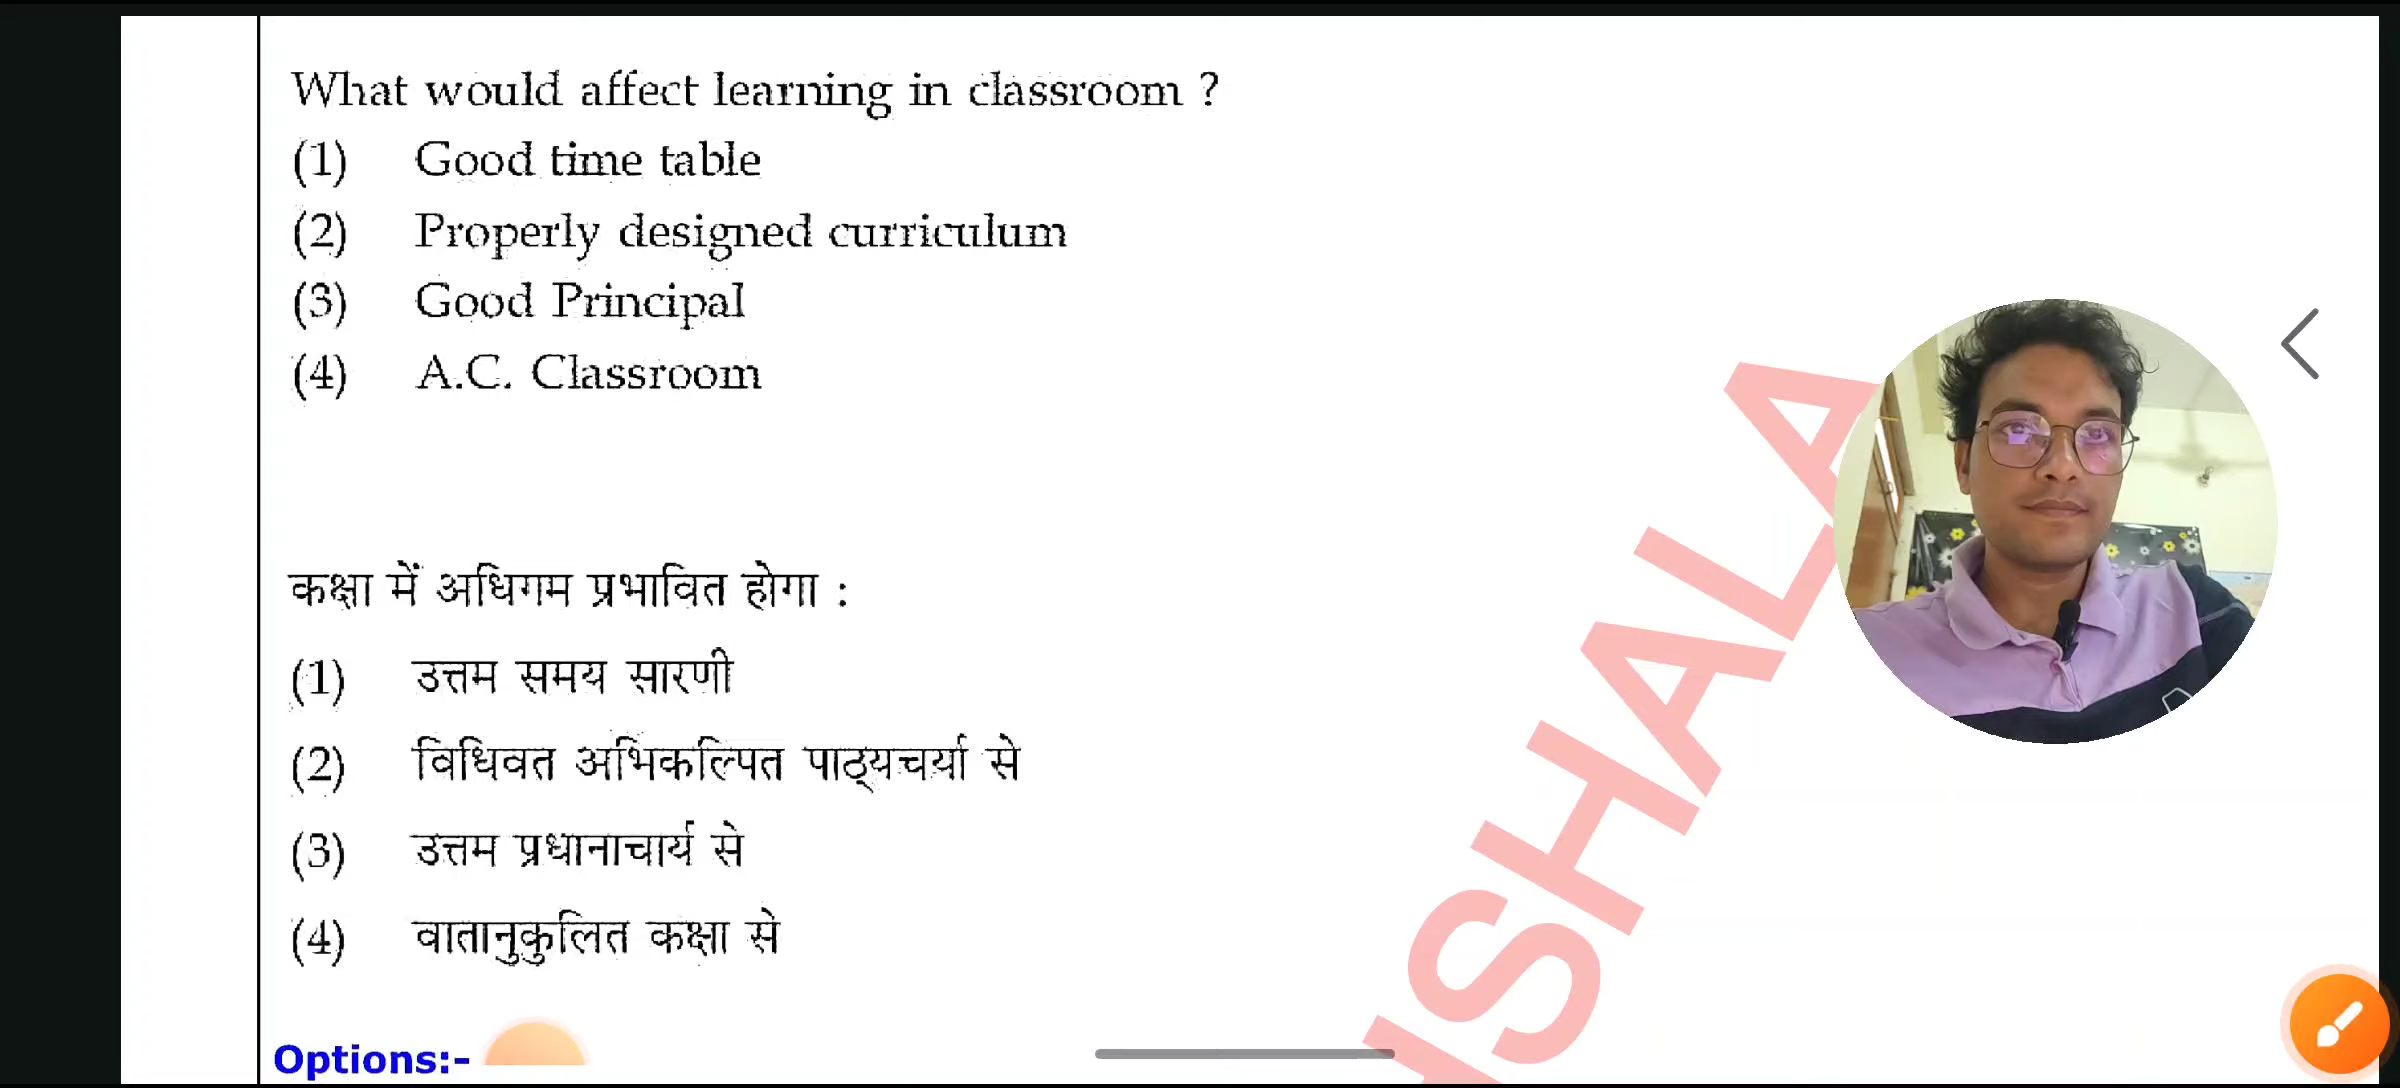 What would affect learning in classroom ?
(1) Good time table
(2) Properly designed curriculum
(3) Good Principal
(4) A.C. Classroom
कक्षा में अधिगम प्रभावित होगा :
(1) उत्तम समय सारणी
(2) विधिवत अभिकल्पित पाठ्यचर्या से
(3) उत्तम प्रधानाचार्य से
(4) वातानुकुलित कक्षा से
Options:-
SHALA